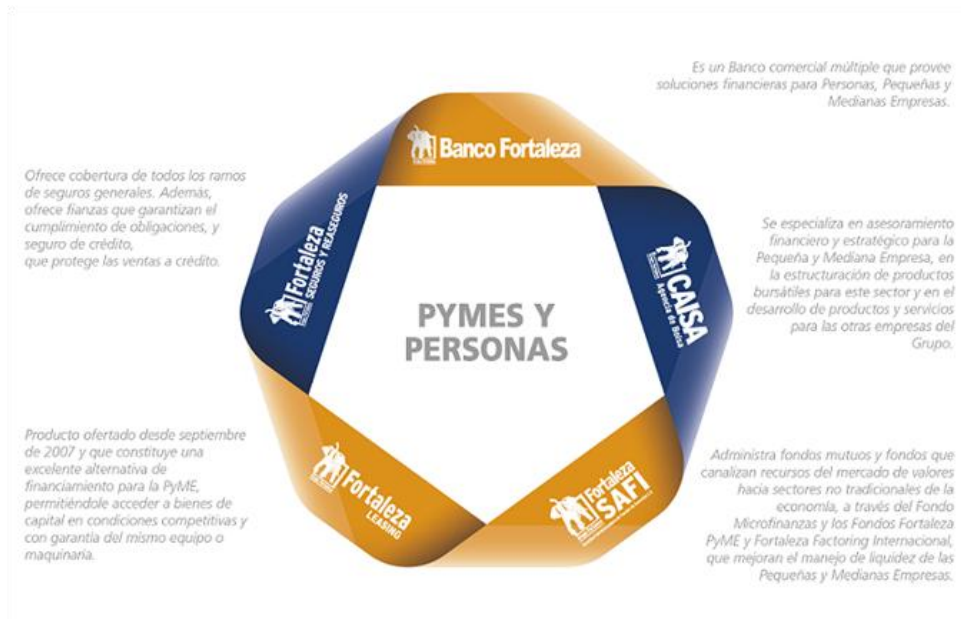 Es un Banco comercial múltiple que provee
soluciones financieras para Personas, Pequeñas y
Medianas Empresas.
Banco Fortaleza
Ofrece cobertura de todos los ramos
de seguros generales. Además,
ofrece fianzas que garantizan el
cumplimiento de obligaciones, y
seguro de crédito,
que protege las ventas a crédito.
Fortaleza
SEGUROS Y REASEGUROS
Se especializa en asesoramiento
financiero y estratégico para la
Pequeña y Mediana Empresa, en
la estructuración de productos
bursátiles para este sector y en el
desarrollo de productos y servicios
para las otras empresas del
Grupo.
CAISA
Agencia de Bolsa
PYMES Y
PERSONAS
Producto ofertado desde septiembre
de 2007 y que constituye una
excelente alternativa de
financiamiento para la PyME,
permitiéndole acceder a bienes de
capital en condiciones competitivas y
con garantía del mismo equipo o
maquinaria.
Fortaleza
LEASING
Fortaleza
SAFI
Administra fondos mutuos y fondos que
canalizan recursos del mercado de valores
hacia sectores no tradicionales de la
economía, a través del Fondo
Microfinanzas y los Fondos Fortaleza
PyME y Fortaleza Factoring Internacional,
que mejoran el manejo de liquidez de las
Pequeñas y Medianas Empresas.